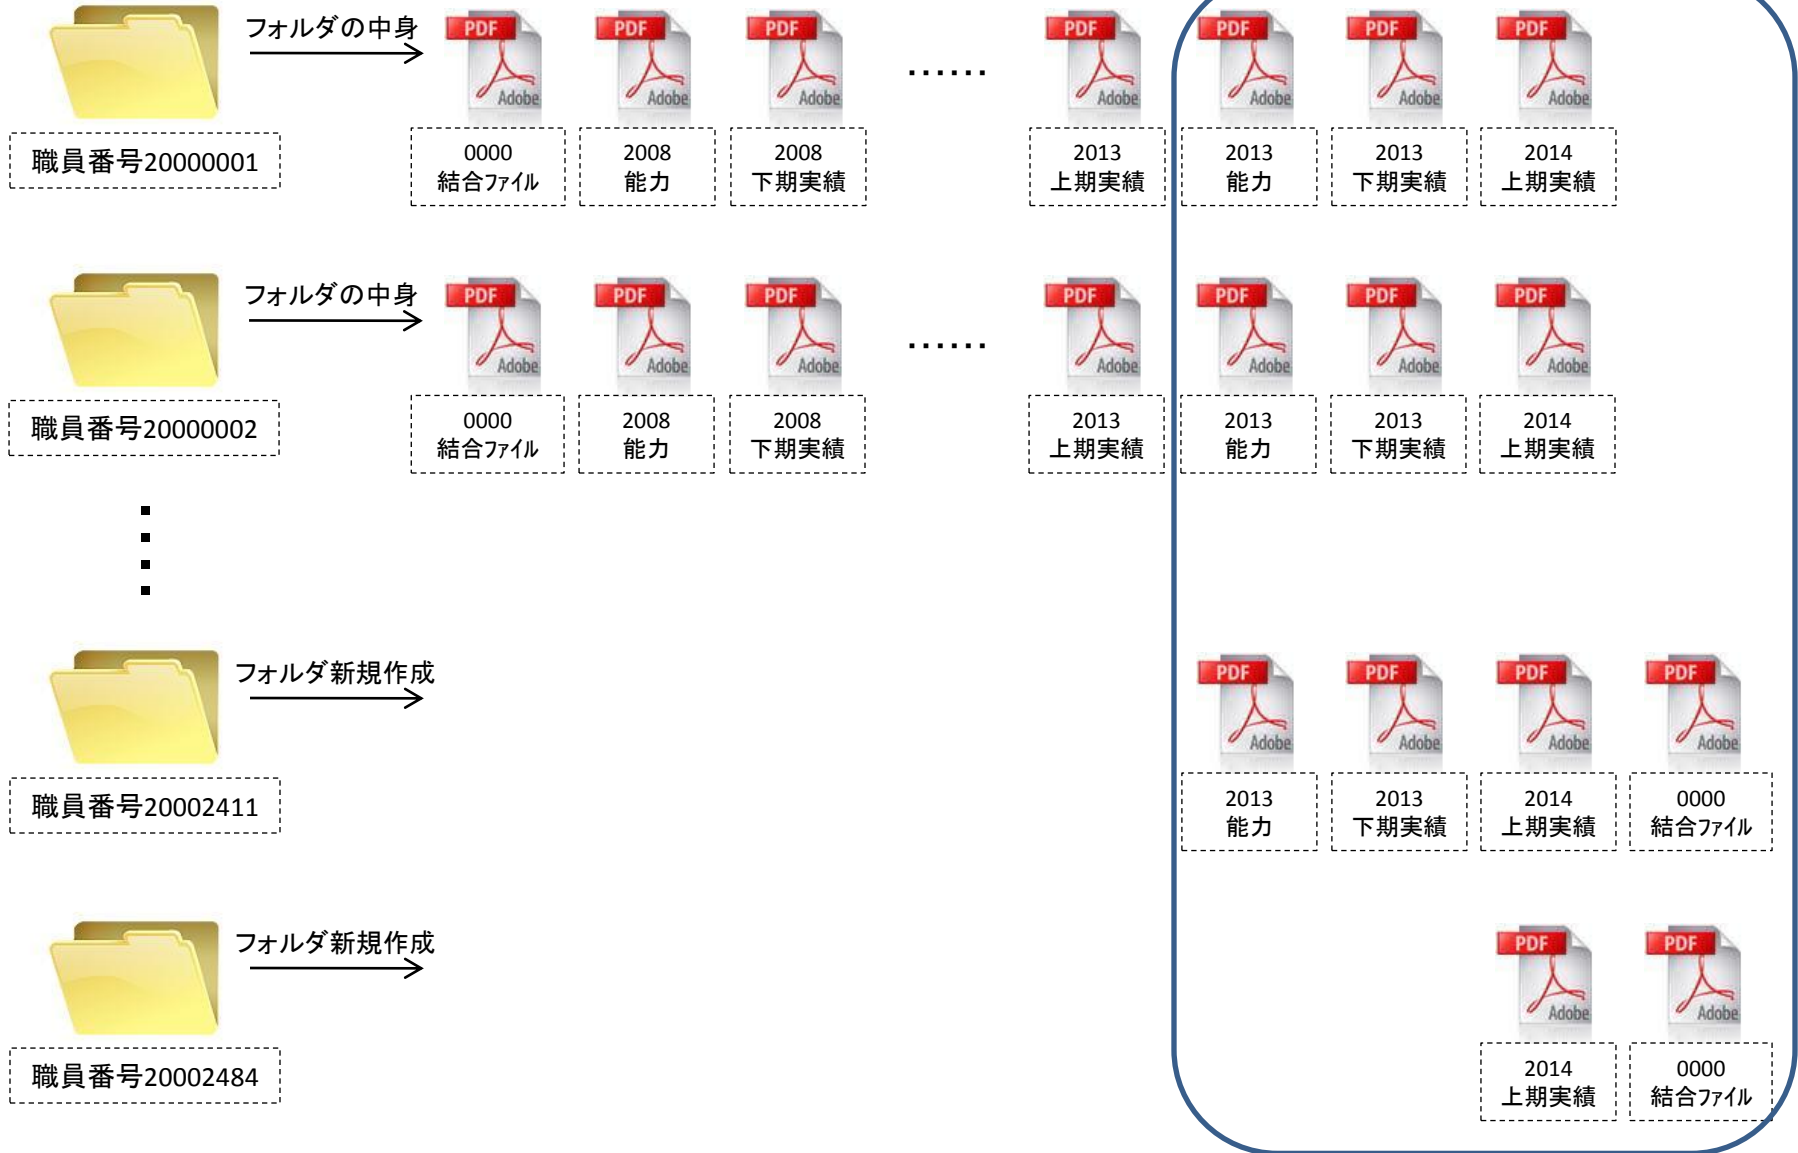 フォルダの中身
PDF
Adobe
PDF
Adobe
PDF
Adobe
‥‥‥
PDF
Adobe
PDF
Adobe
PDF
Adobe
PDF
Adobe
職員番号20000001
0000
結合ファイル
2008
能力
2008
下期実績
2013
上期実績
2013
能力
2013
下期実績
2014
上期実績
フォルダの中身
PDF
Adobe
PDF
Adobe
PDF
Adobe
‥‥‥
PDF
Adobe
PDF
Adobe
PDF
Adobe
PDF
Adobe
職員番号20000002
0000
結合ファイル
2008
能力
2008
下期実績
2013
上期実績
2013
能力
2013
下期実績
2014
上期実績
フォルダ新規作成
PDF
Adobe
PDF
Adobe
PDF
Adobe
PDF
Adobe
職員番号20002411
2013
能力
2013
下期実績
2014
上期実績
0000
結合ファイル
フォルダ新規作成
PDF
Adobe
PDF
Adobe
職員番号20002484
2014
上期実績
0000
結合ファイル